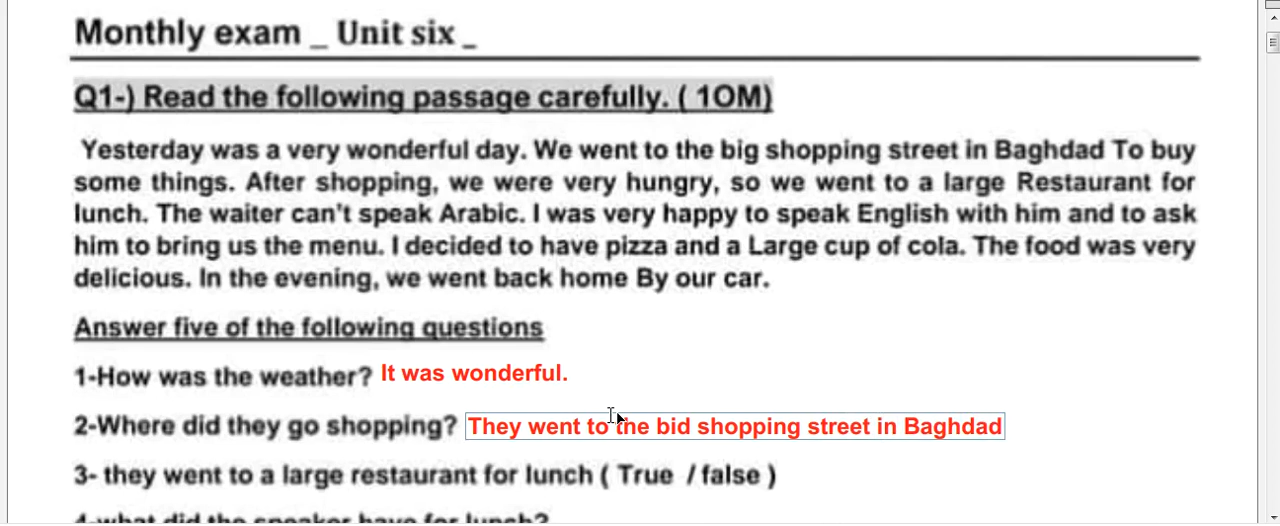 Monthly exam _ Unit six _
Q1-) Read the following passage carefully. ( 1OM)
Yesterday was a very wonderful day. We went to the big shopping street in Baghdad To buy
some things. After shopping, we were very hungry, so we went to a large Restaurant for
lunch. The waiter can't speak Arabic. I was very happy to speak English with him and to ask
him to bring us the menu. I decided to have pizza and a Large cup of cola. The food was very
delicious. In the evening, we went back home By our car.
Answer five of the following questions
1-How was the weather? It was wonderful.
2-Where did they go shopping? They went to the bid shopping street in Baghdad
3- they went to a large restaurant for lunch ( True / false )
4-what did the speaker have for lunch?